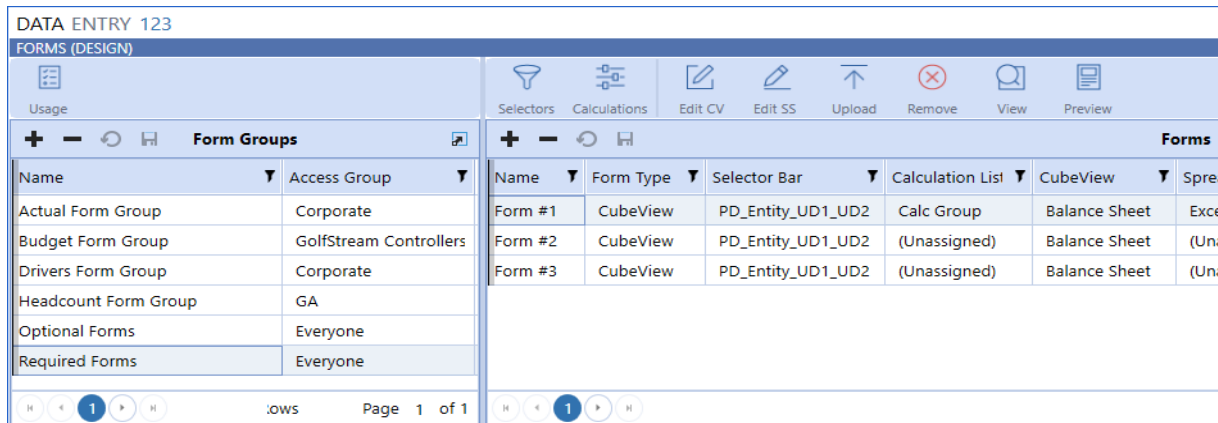 DATA ENTRY 123
FORMS (DESIGN)
Usage
Selectors Calculations Edit CV Edit SS Upload Remove View Preview
Form Groups
Forms
Name Access Group
Actual Form Group Corporate
Budget Form Group GolfStream Controllers
Drivers Form Group Corporate
Headcount Form Group GA
Optional Forms Everyone
Required Forms Everyone
1 Page 1 of 1
Name Form Type Selector Bar Calculation List CubeView
Form #1 CubeView PD_Entity_UD1_UD2 Calc Group Balance Sheet
Form #2 CubeView PD_Entity_UD1_UD2 (Unassigned) Balance Sheet
Form #3 CubeView PD_Entity_UD1_UD2 (Unassigned) Balance Sheet
1